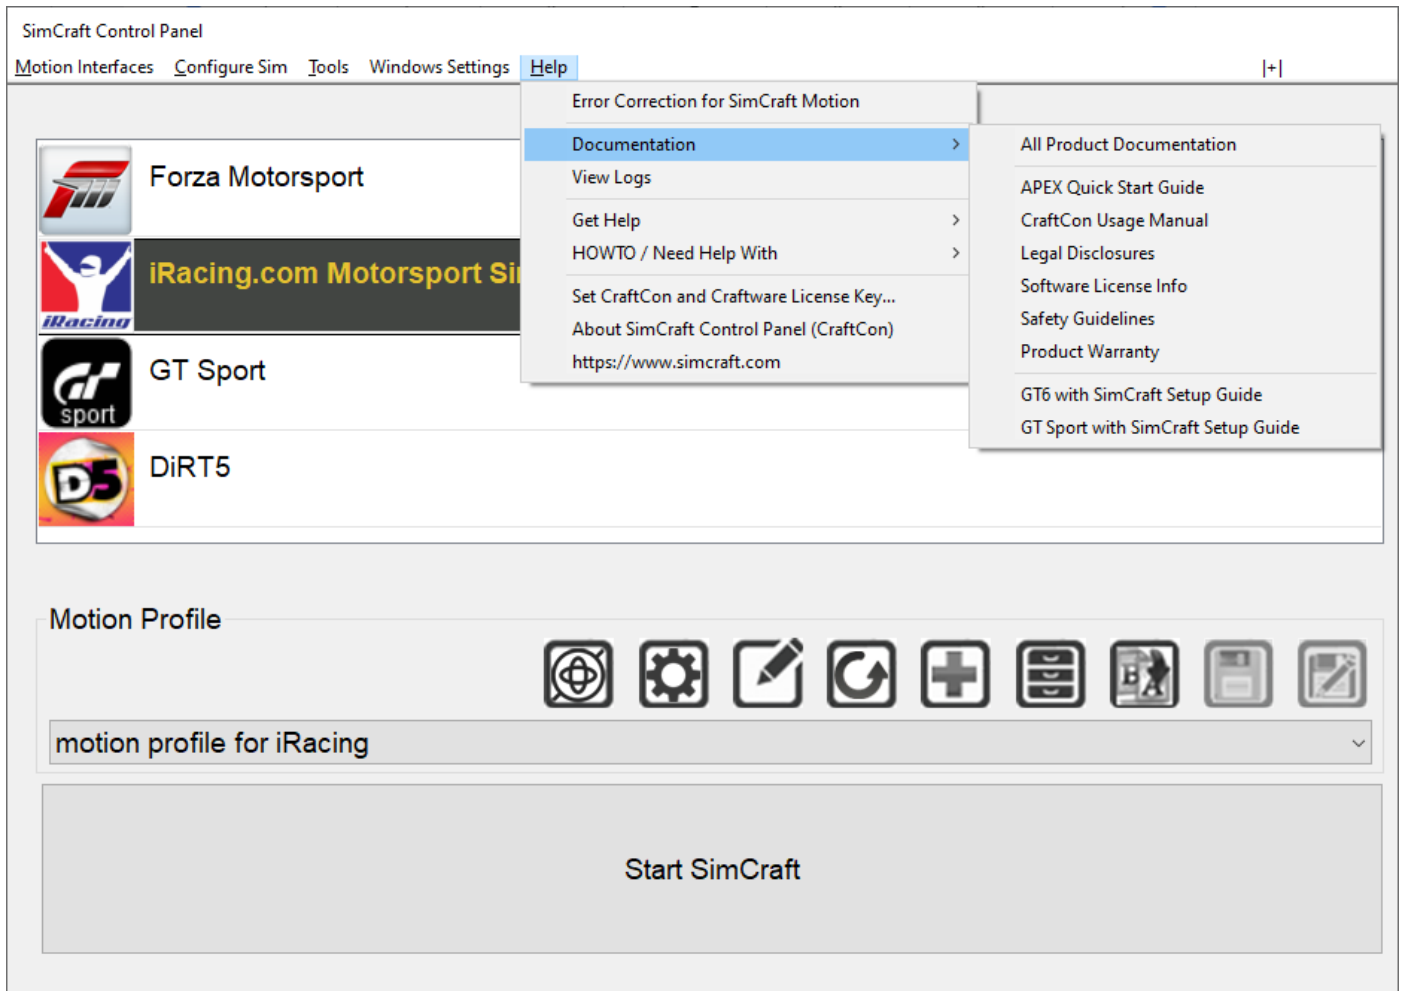 SimCraft Control Panel
Motion Interfaces Configure Sim Tools Windows Settings Help |+|
Error Correction for SimCraft Motion
Documentation
View Logs
Get Help
HOWTO / Need Help With
Set CraftCon and Craftware License Key...
About SimCraft Control Panel (CraftCon)
https://www.simcraft.com
All Product Documentation
APEX Quick Start Guide
CraftCon Usage Manual
Legal Disclosures
Software License Info
Safety Guidelines
Product Warranty
GT6 with SimCraft Setup Guide
GT Sport with SimCraft Setup Guide
Forza Motorsport
iRacing
iRacing.com Motorsport Si
GT
sport
GT Sport
D5
DiRT5
Motion Profile
B A
motion profile for iRacing
Start SimCraft